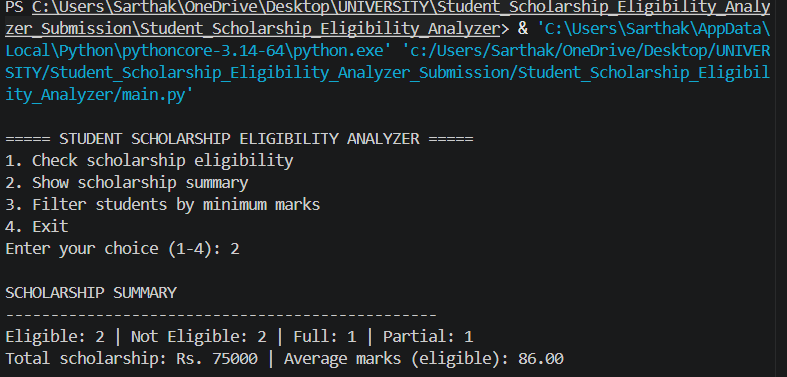 PS C:\Users\Sarthak\OneDrive\Desktop\UNIVERSITY\Student_Scholarship_Eligibility_Analy
zer_Submission\Student_Scholarship_Eligibility_Analyzer> & 'C:\Users\Sarthak\AppData\
Local\Python\pythoncore-3.14-64\python.exe' 'c:/Users/Sarthak/OneDrive/Desktop/UNIVER
SITY/Student_Scholarship_Eligibility_Analyzer_Submission/Student_Scholarship_Eligibil
ity_Analyzer/main.py'
===== STUDENT SCHOLARSHIP ELIGIBILITY ANALYZER =====
1. Check scholarship eligibility
2. Show scholarship summary
3. Filter students by minimum marks
4. Exit
Enter your choice (1-4): 2
SCHOLARSHIP SUMMARY
------------------------------------------------
Eligible: 2 | Not Eligible: 2 | Full: 1 | Partial: 1
Total scholarship: Rs. 75000 | Average marks (eligible): 86.00